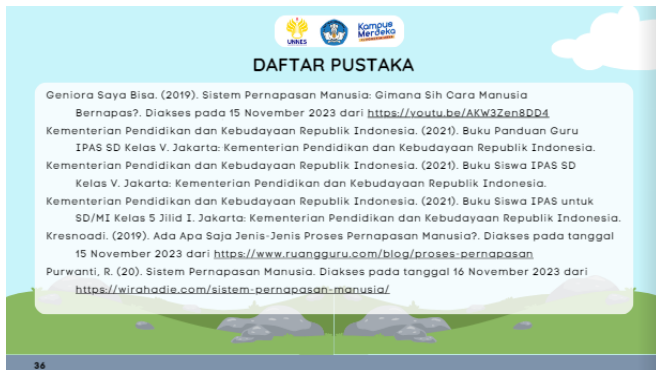 UNNES
Kampus
Merdeka
DAFTAR PUSTAKA
Geniora Saya Bisa. (2019). Sistem Pernapasan Manusia: Gimana Sih Cara Manusia
Bernapas?. Diakses pada 15 November 2023 dari https://youtu.be/AKW3Zen8DD4
Kementerian Pendidikan dan Kebudayaan Republik Indonesia. (2021). Buku Panduan Guru
IPAS SD Kelas V. Jakarta: Kementerian Pendidikan dan Kebudayaan Republik Indonesia.
Kementerian Pendidikan dan Kebudayaan Republik Indonesia. (2021). Buku Siswa IPAS SD
Kelas V. Jakarta: Kementerian Pendidikan dan Kebudayaan Republik Indonesia.
Kementerian Pendidikan dan Kebudayaan Republik Indonesia. (2021). Buku Siswa IPAS untuk
SD/MI Kelas 5 Jilid I. Jakarta: Kementerian Pendidikan dan Kebudayaan Republik Indonesia.
Kresnoadi. (2019). Ada Apa Saja Jenis-Jenis Proses Pernapasan Manusia?. Diakses pada tanggal
15 November 2023 dari https://www.ruangguru.com/blog/proses-pernapasan
Purwanti, R. (20). Sistem Pernapasan Manusia. Diakses pada tanggal 16 November 2023 dari
https://wirahadie.com/sistem-pernapasan-manusia/
36